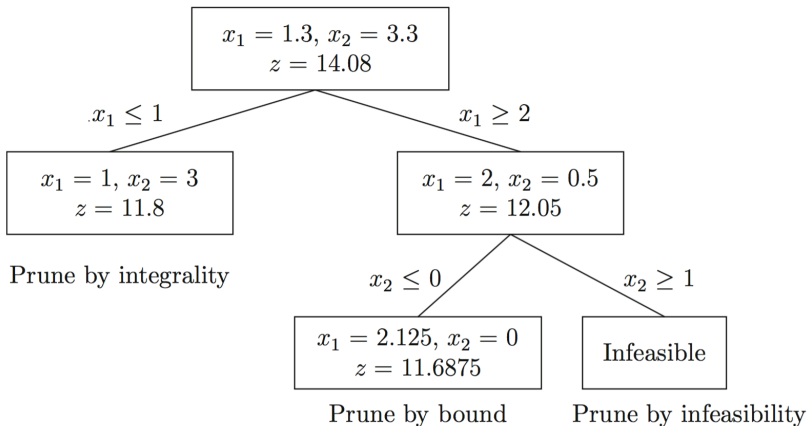 x₁ = 1.3, x₂ = 3.3
z = 14.08
x₁ ≤ 1
x₁ ≥ 2
x₁ = 1, x₂ = 3
z = 11.8
x₁ = 2, x₂ = 0.5
z = 12.05
Prune by integrality
x₂ ≤ 0
x₂ ≥ 1
x₁ = 2.125, x₂ = 0
z = 11.6875
Infeasible
Prune by bound
Prune by infeasibility